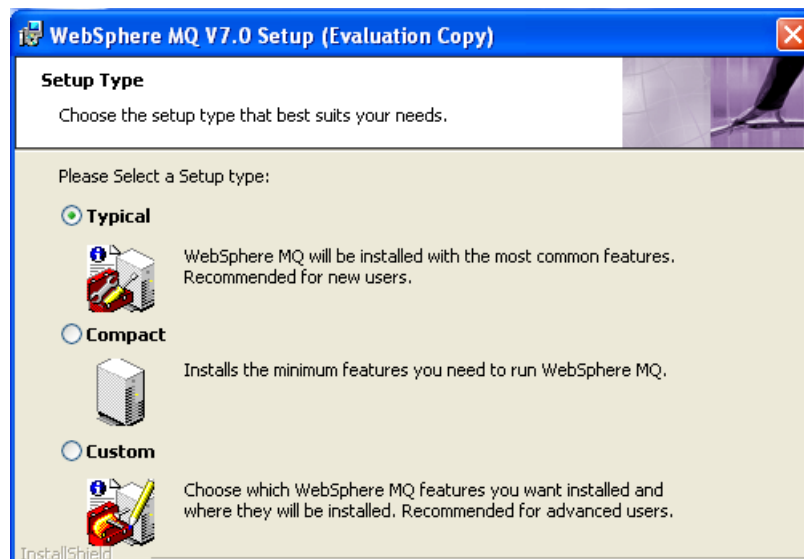 WebSphere MQ V7.0 Setup (Evaluation Copy)
Setup Type
Choose the setup type that best suits your needs.
Please Select a Setup type:
Typical
WebSphere MQ will be installed with the most common features.
Recommended for new users.
Compact
Installs the minimum features you need to run WebSphere MQ.
Custom
Choose which WebSphere MQ features you want installed and
where they will be installed. Recommended for advanced users.
InstallShield